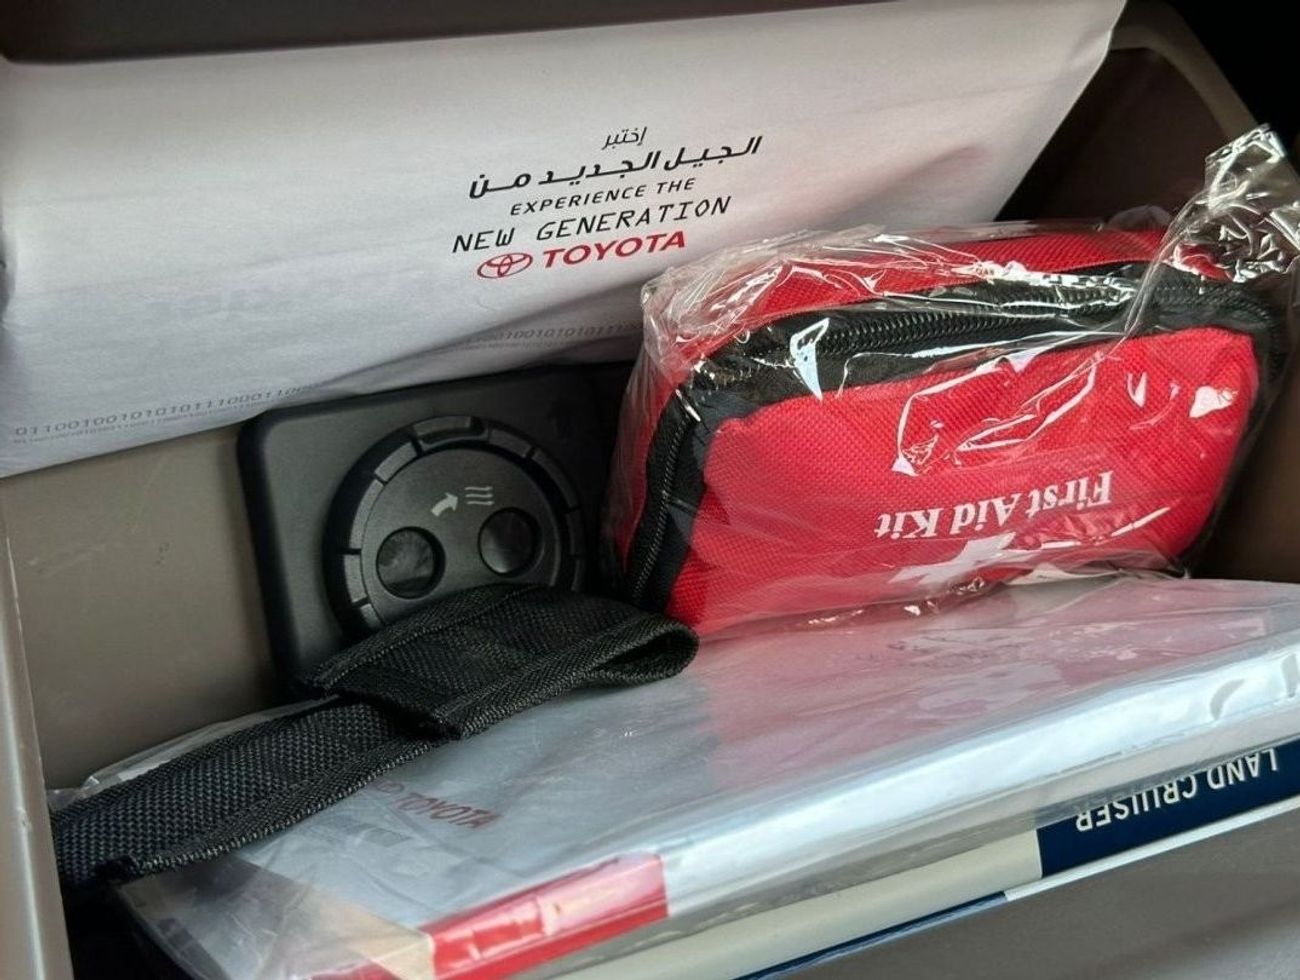 إختبر
الجيل الجديد من
EXPERIENCE THE
NEW GENERATION
TOYOTA
First Aid Kit
TOYOTA
LAND CRUISER